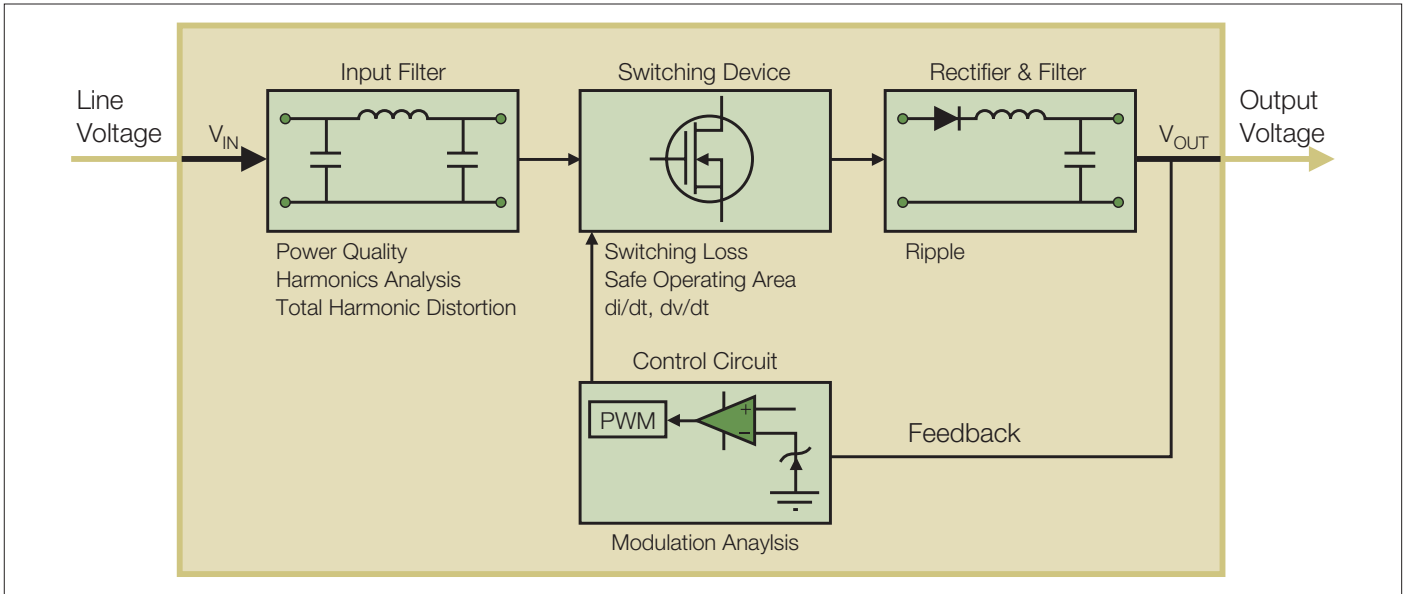 Input Filter
Switching Device
Rectifier & Filter
Line
Voltage
VIN
Output
Voltage
VOUT
Power Quality
Harmonics Analysis
Total Harmonic Distortion
Switching Loss
Safe Operating Area
di/dt, dv/dt
Ripple
Control Circuit
PWM
+
−
Feedback
Modulation Anaylsis